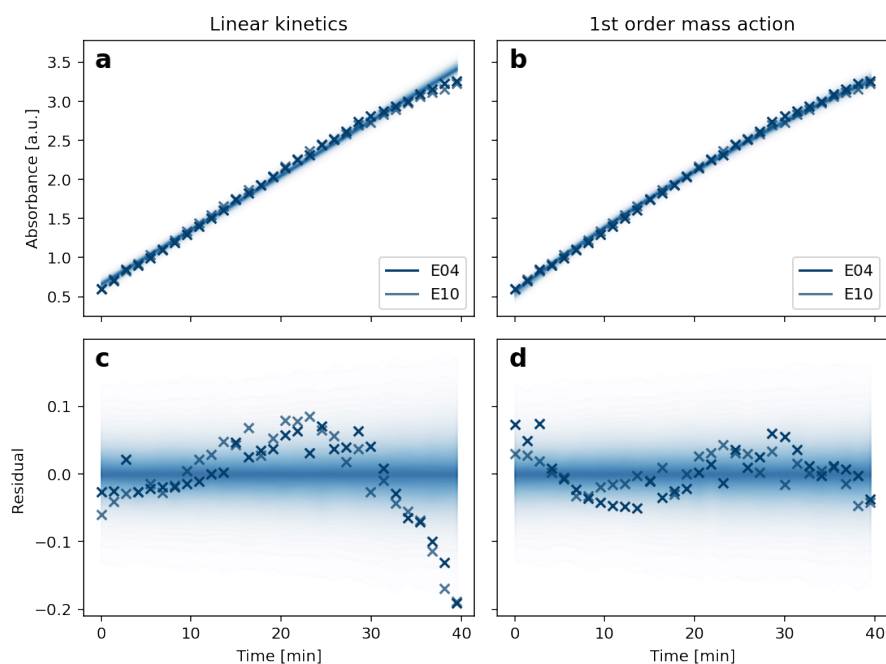 Linear kinetics
1st order mass action
a
b
Absorbance [a.u.]
3.5
3.0
2.5
2.0
1.5
1.0
0.5
E04
E10
E04
E10
c
d
Residual
0.1
0.0
−0.1
−0.2
0
10
20
30
40
0
10
20
30
40
Time [min]
Time [min]